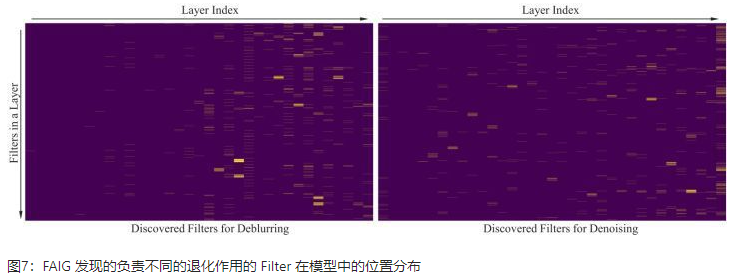 Layer Index
Layer Index
Filters in a Layer
Discovered Filters for Deblurring
Discovered Filters for Denoising
图7：FAIG 发现的负责不同的退化作用的 Filter 在模型中的位置分布